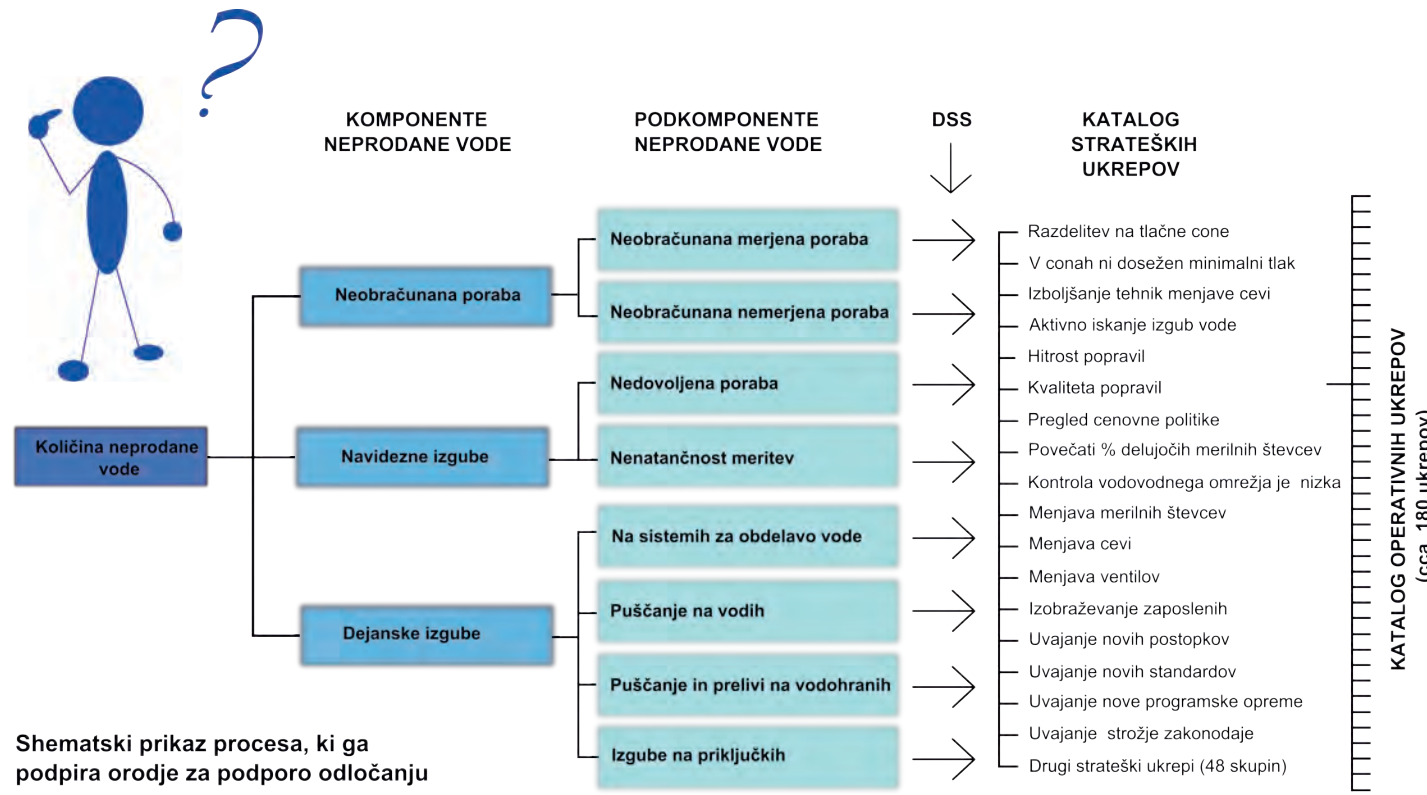 ?
KOMPONENTE
NEPRODANE VODE
PODKOMPONENTE
NEPRODANE VODE
DSS
KATALOG
STRATEŠKIH
UKREPOV
Količina neprodane
vode
Neobračunana poraba
Navidezne izgube
Dejanske izgube
Neobračunana merjena poraba
Neobračunana nemerjena poraba
Nedovoljena poraba
Nenatančnost meritev
Na sistemih za obdelavo vode
Puščanje na vodih
Puščanje in prelivi na vodohranih
Izgube na priključkih
Razdelitev na tlačne cone
V conah ni dosežen minimalni tlak
Izboljšanje tehnik menjave cevi
Aktivno iskanje izgub vode
Hitrost popravil
Kvaliteta popravil
Pregled cenovne politike
Povečati % delujočih merilnih števcev
Kontrola vodovodnega omrežja je nizka
Menjava merilnih števcev
Menjava cevi
Menjava ventilov
Izobraževanje zaposlenih
Uvajanje novih postopkov
Uvajanje novih standardov
Uvajanje nove programske opreme
Uvajanje strožje zakonodaje
Drugi strateški ukrepi (48 skupin)
KATALOG OPERATIVNIH UKREPOV
(cca. 180 ukrepov)
Shematski prikaz procesa, ki ga
podpira orodje za podporo odločanju